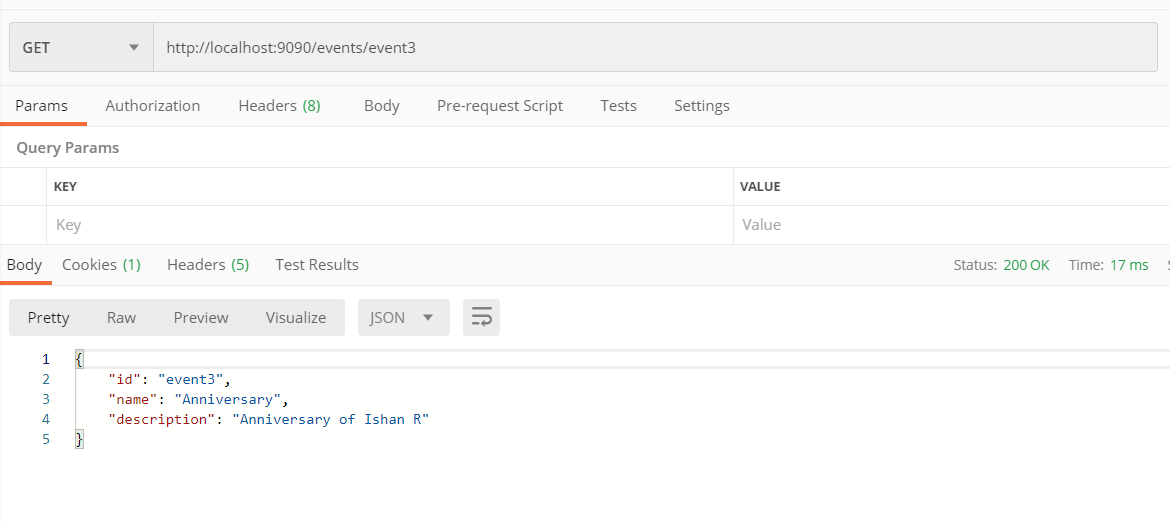 GET http://localhost:9090/events/event3
Params Authorization Headers (8) Body Pre-request Script Tests Settings
Query Params
KEY VALUE
Key Value
Body Cookies (1) Headers (5) Test Results Status: 200 OK Time: 17 ms
Pretty Raw Preview Visualize JSON
1 {
2 "id": "event3",
3 "name": "Anniversary",
4 "description": "Anniversary of Ishan R"
5 }